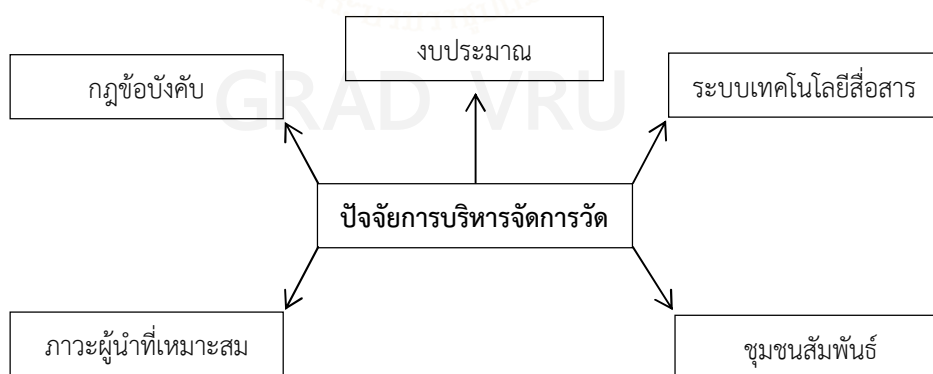 งบประมาณ
กฎข้อบังคับ
ระบบเทคโนโลยีสื่อสาร
GRAD VRU
ปัจจัยการบริหารจัดการวัด
ภาวะผู้นำที่เหมาะสม
ชุมชนสัมพันธ์